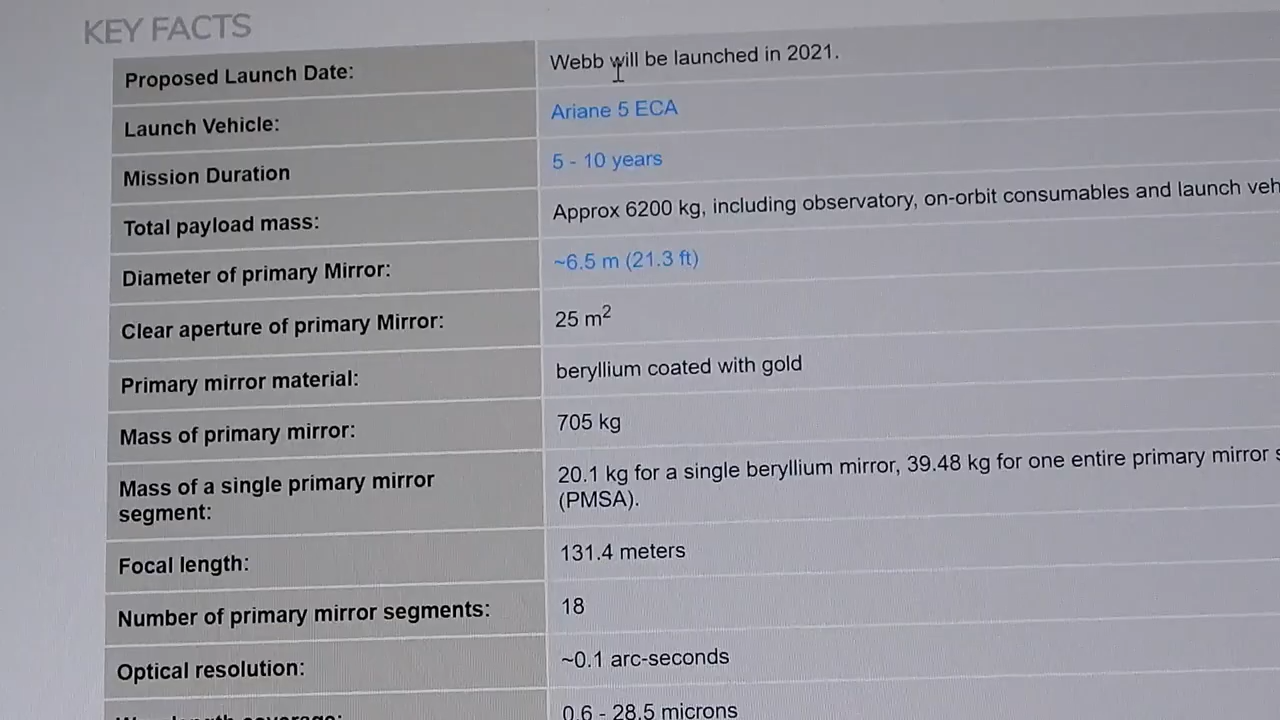 KEY FACTS
Proposed Launch Date: Webb will be launched in 2021.
Launch Vehicle: Ariane 5 ECA
Mission Duration 5 - 10 years
Total payload mass: Approx 6200 kg, including observatory, on-orbit consumables and launch
Diameter of primary Mirror: ~6.5 m (21.3 ft)
Clear aperture of primary Mirror: 25 m²
Primary mirror material: beryllium coated with gold
Mass of primary mirror: 705 kg
Mass of a single primary mirror
segment:
20.1 kg for a single beryllium mirror, 39.48 kg for one entire primary mirror
(PMSA).
Focal length: 131.4 meters
Number of primary mirror segments: 18
Optical resolution: ~0.1 arc-seconds
0.6 - 28.5 microns